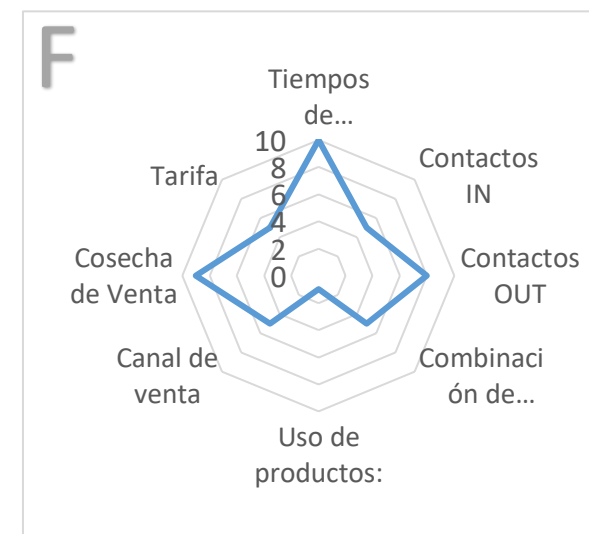 F
Tiempos
de...
10
8
6
4
2
0
Contactos
IN
Contactos
OUT
Combinaci
ón de...
Uso de
productos:
Canal de
venta
Cosecha
de Venta
Tarifa